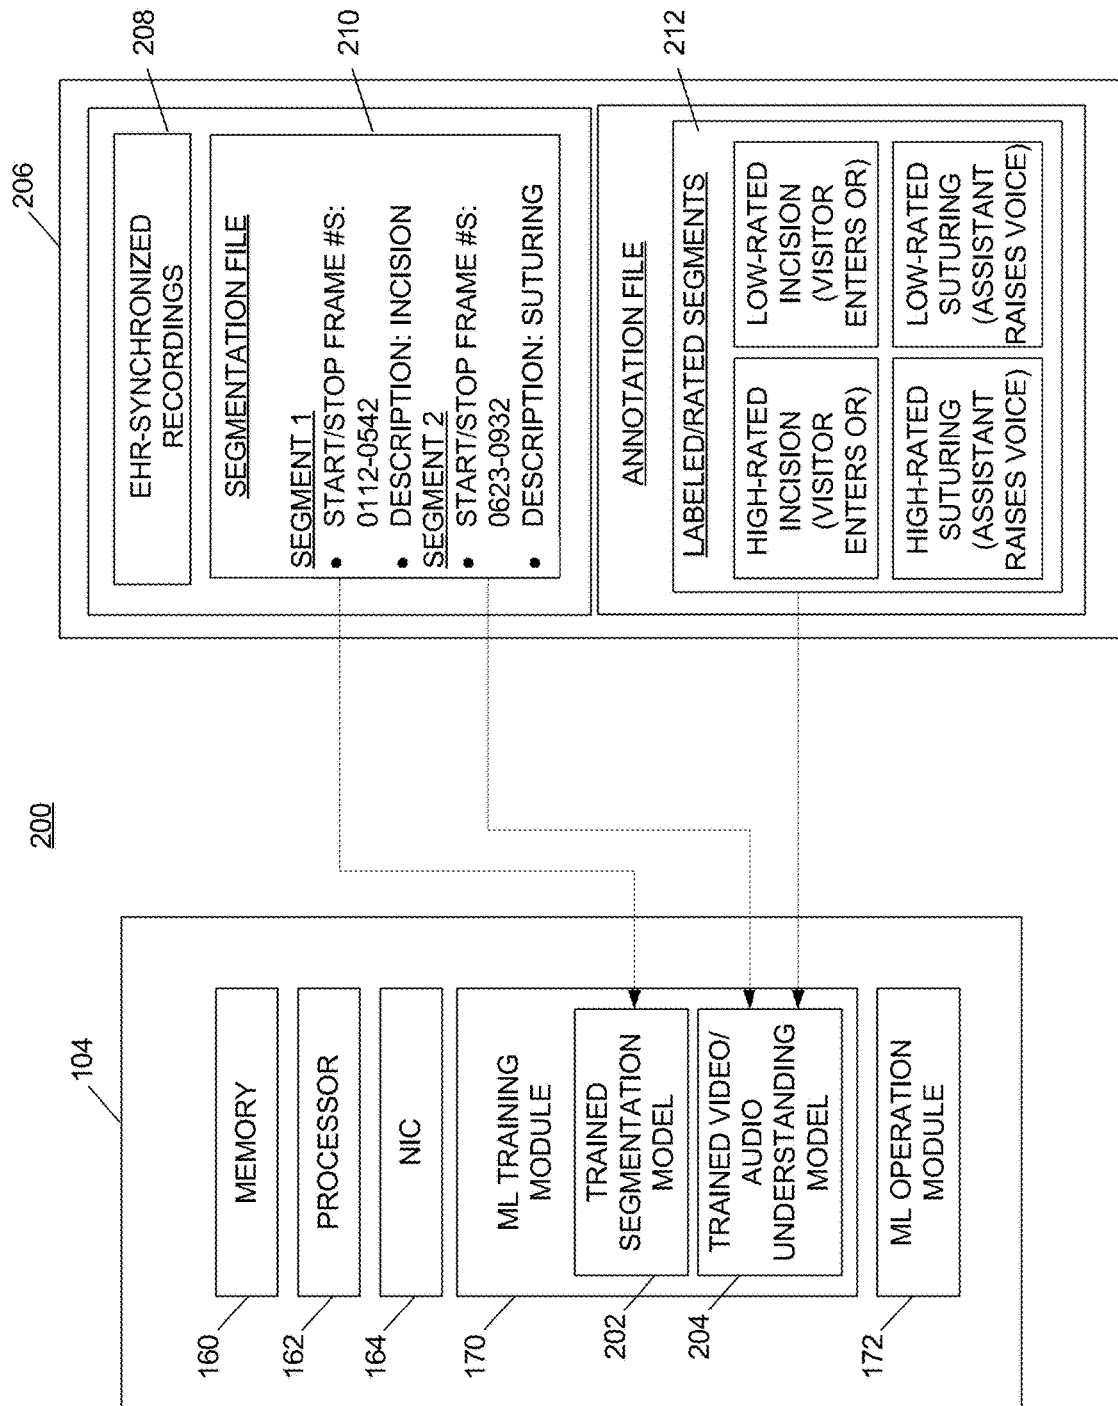 200
104
MEMORY
160
PROCESSOR
162
NIC
164
ML TRAINING
MODULE
170
TRAINED
SEGMENTATION
MODEL
202
TRAINED VIDEO/
AUDIO
UNDERSTANDING
MODEL
204
ML OPERATION
MODULE
172
206
EHR-SYNCHRONIZED
RECORDINGS
208
SEGMENTATION FILE
210
SEGMENT 1
• START/STOP FRAME #S:
0112-0542
• DESCRIPTION: INCISION
SEGMENT 2
• START/STOP FRAME #S:
0623-0932
• DESCRIPTION: SUTURING
ANNOTATION FILE
LABELED/RATED SEGMENTS
212
HIGH-RATED
INCISION
(VISITOR
ENTERS OR)
LOW-RATED
INCISION
(VISITOR
ENTERS OR)
HIGH-RATED
SUTURING
(ASSISTANT
RAISES VOICE)
LOW-RATED
SUTURING
(ASSISTANT
RAISES VOICE)